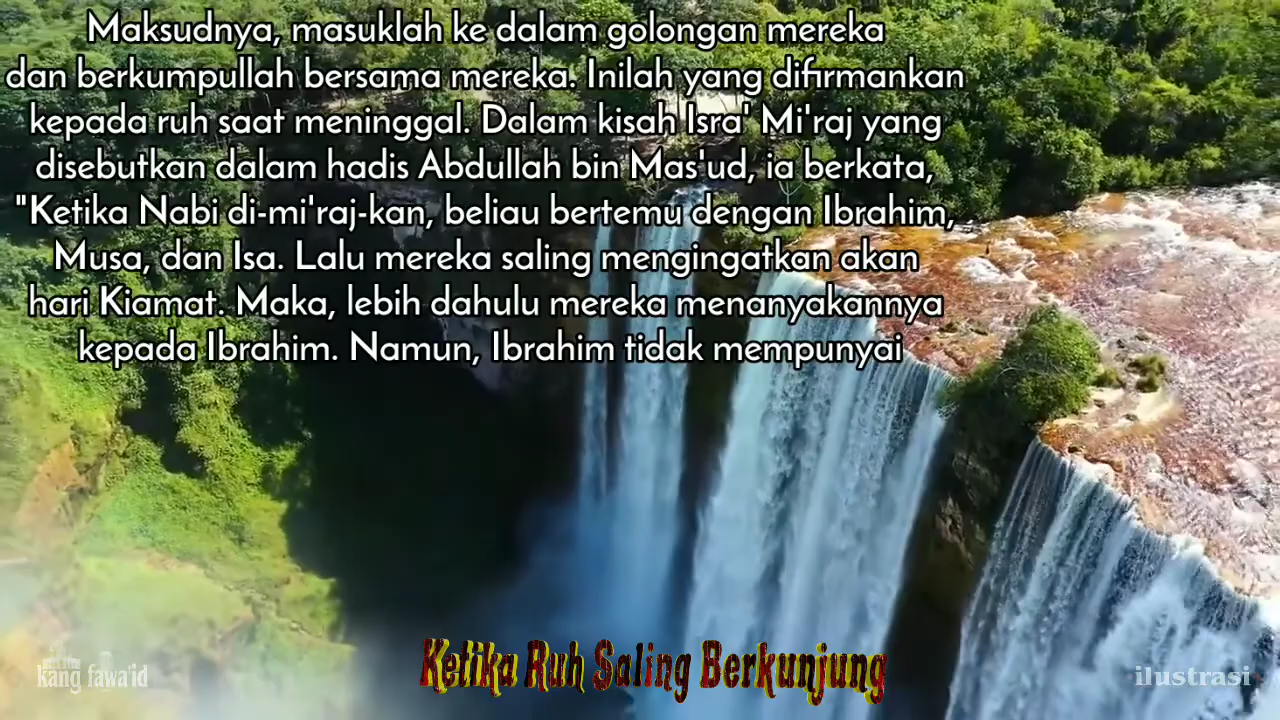 Maksudnya, masuklah ke dalam golongan mereka
dan berkumpullah bersama mereka. Inilah yang difirmankan
kepada ruh saat meninggal. Dalam kisah Isra' Mi'raj yang
disebutkan dalam hadis Abdullah bin Mas'ud, ia berkata,
"Ketika Nabi di-mi'raj-kan, beliau bertemu dengan Ibrahim,
Musa, dan Isa. Lalu mereka saling mengingatkan akan
hari Kiamat. Maka, lebih dahulu mereka menanyakannya
kepada Ibrahim. Namun, Ibrahim tidak mempunyai
Ketika Ruh Saling Berkunjung
kang fawa'id
ilustrasi